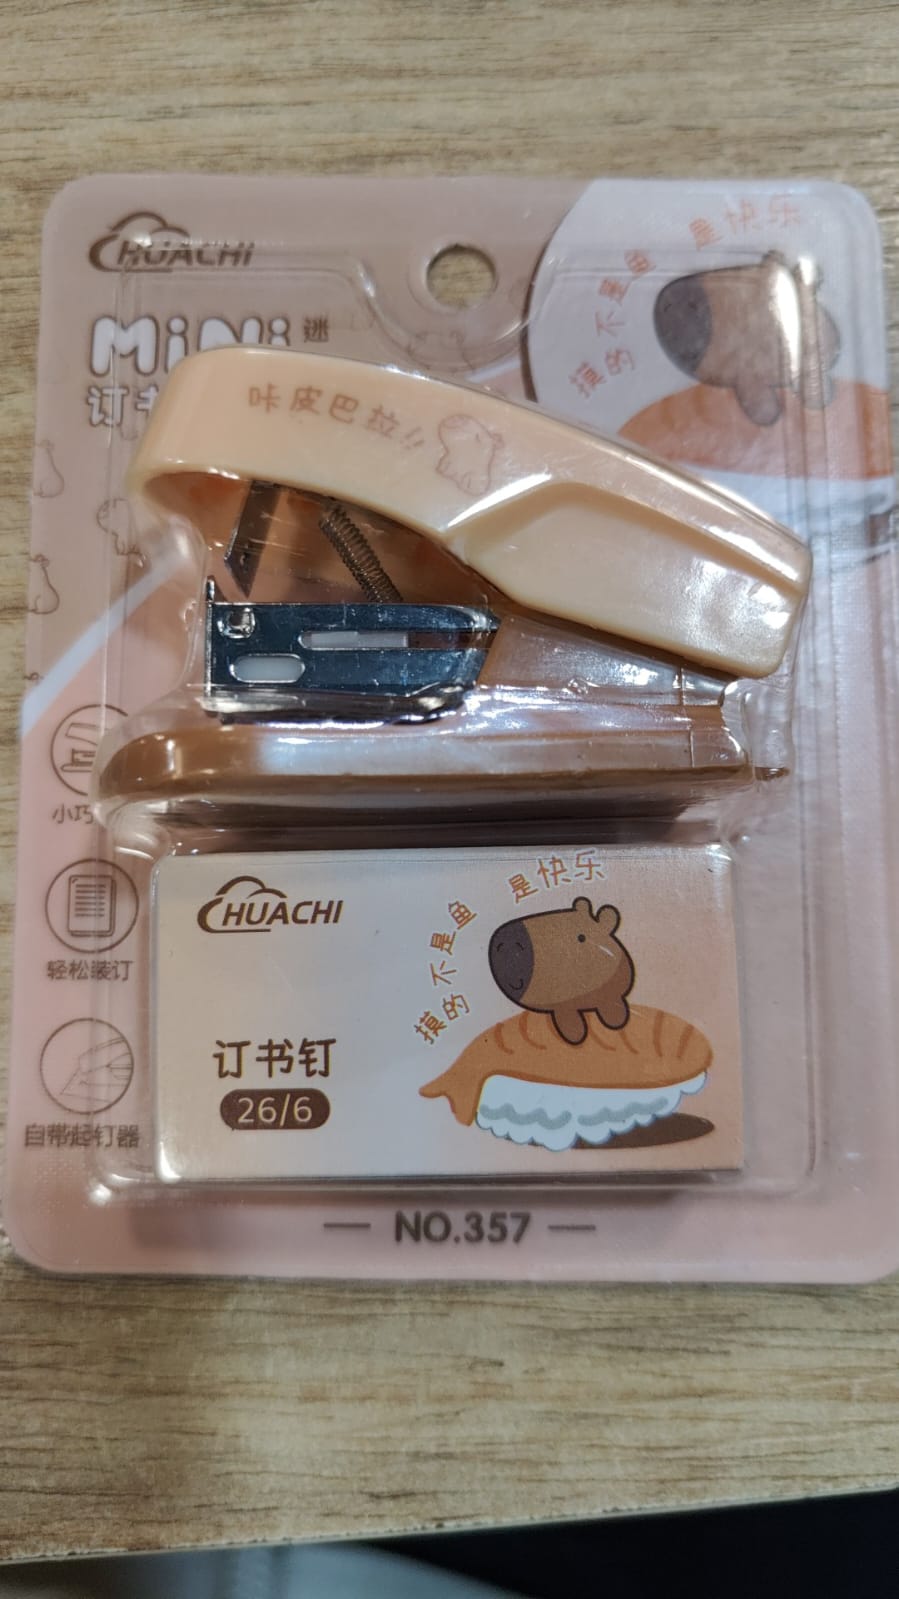 HUACHI
MiNi 迷
订书
摸的不是鱼 是快乐
咔皮巴拉!!
小巧
轻松装订
自带起钉器
HUACHI
摸的不是鱼 是快乐
订书钉
26/6
NO.357